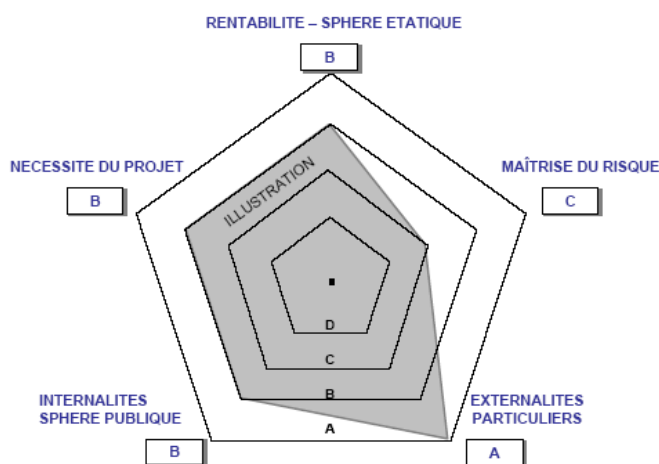 RENTABILITE – SPHERE ETATIQUE
B
NECESSITE DU PROJET
B
MAÎTRISE DU RISQUE
C
ILLUSTRATION
D
C
B
A
INTERNALITES
SPHERE PUBLIQUE
B
EXTERNALITES
PARTICULIERS
A